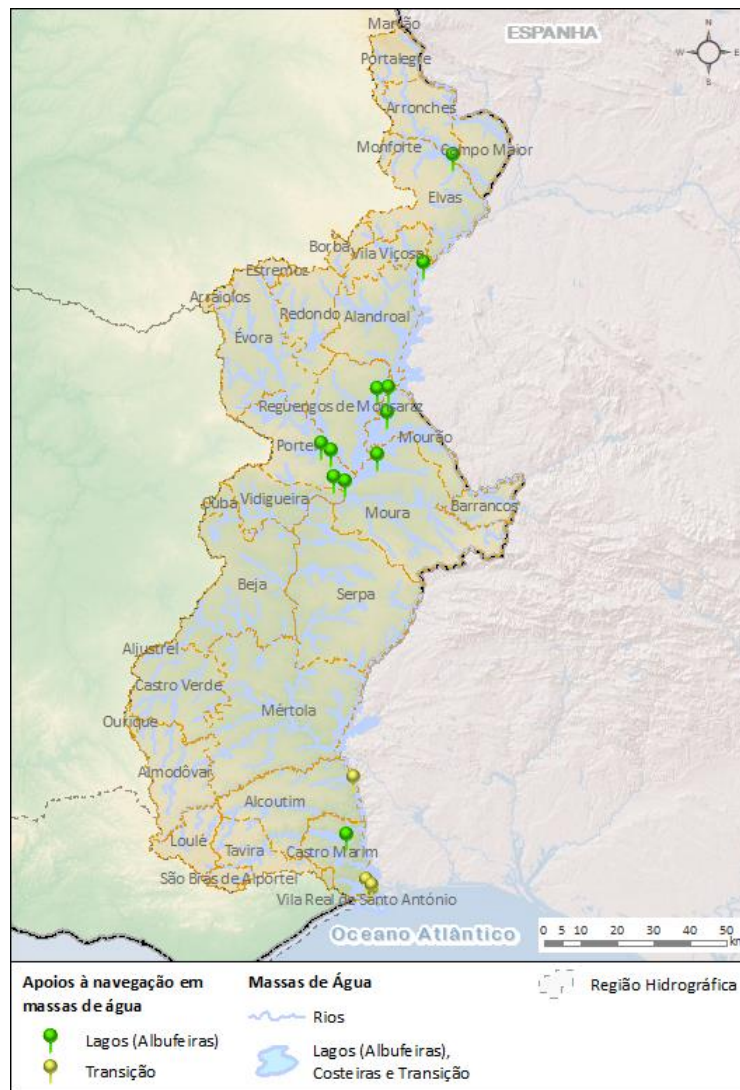 Marvão
ESPANHA
N
W
E
S
Portalegre
Arronches
Monforte
Campo Maior
Elvas
Borba
Vila Viçosa
Estremoz
Arraiolos
Redondo
Alandroal
Évora
Reguengos de Monsaraz
Mourão
Portel
Cuba
Vidigueira
Moura
Barrancos
Beja
Serpa
Aljustrel
Castro Verde
Ourique
Mértola
Almodôvar
Alcoutim
Loulé
Tavira
Castro Marim
São Brás de Alportel
Vila Real de Santo António
Oceano Atlântico
0 5 10 20 30 40 50
km
Apoios à navegação em
massas de água
Lagos (Albufeiras)
Transição
Massas de Água
Rios
Lagos (Albufeiras),
Costeiras e Transição
Região Hidrográfica